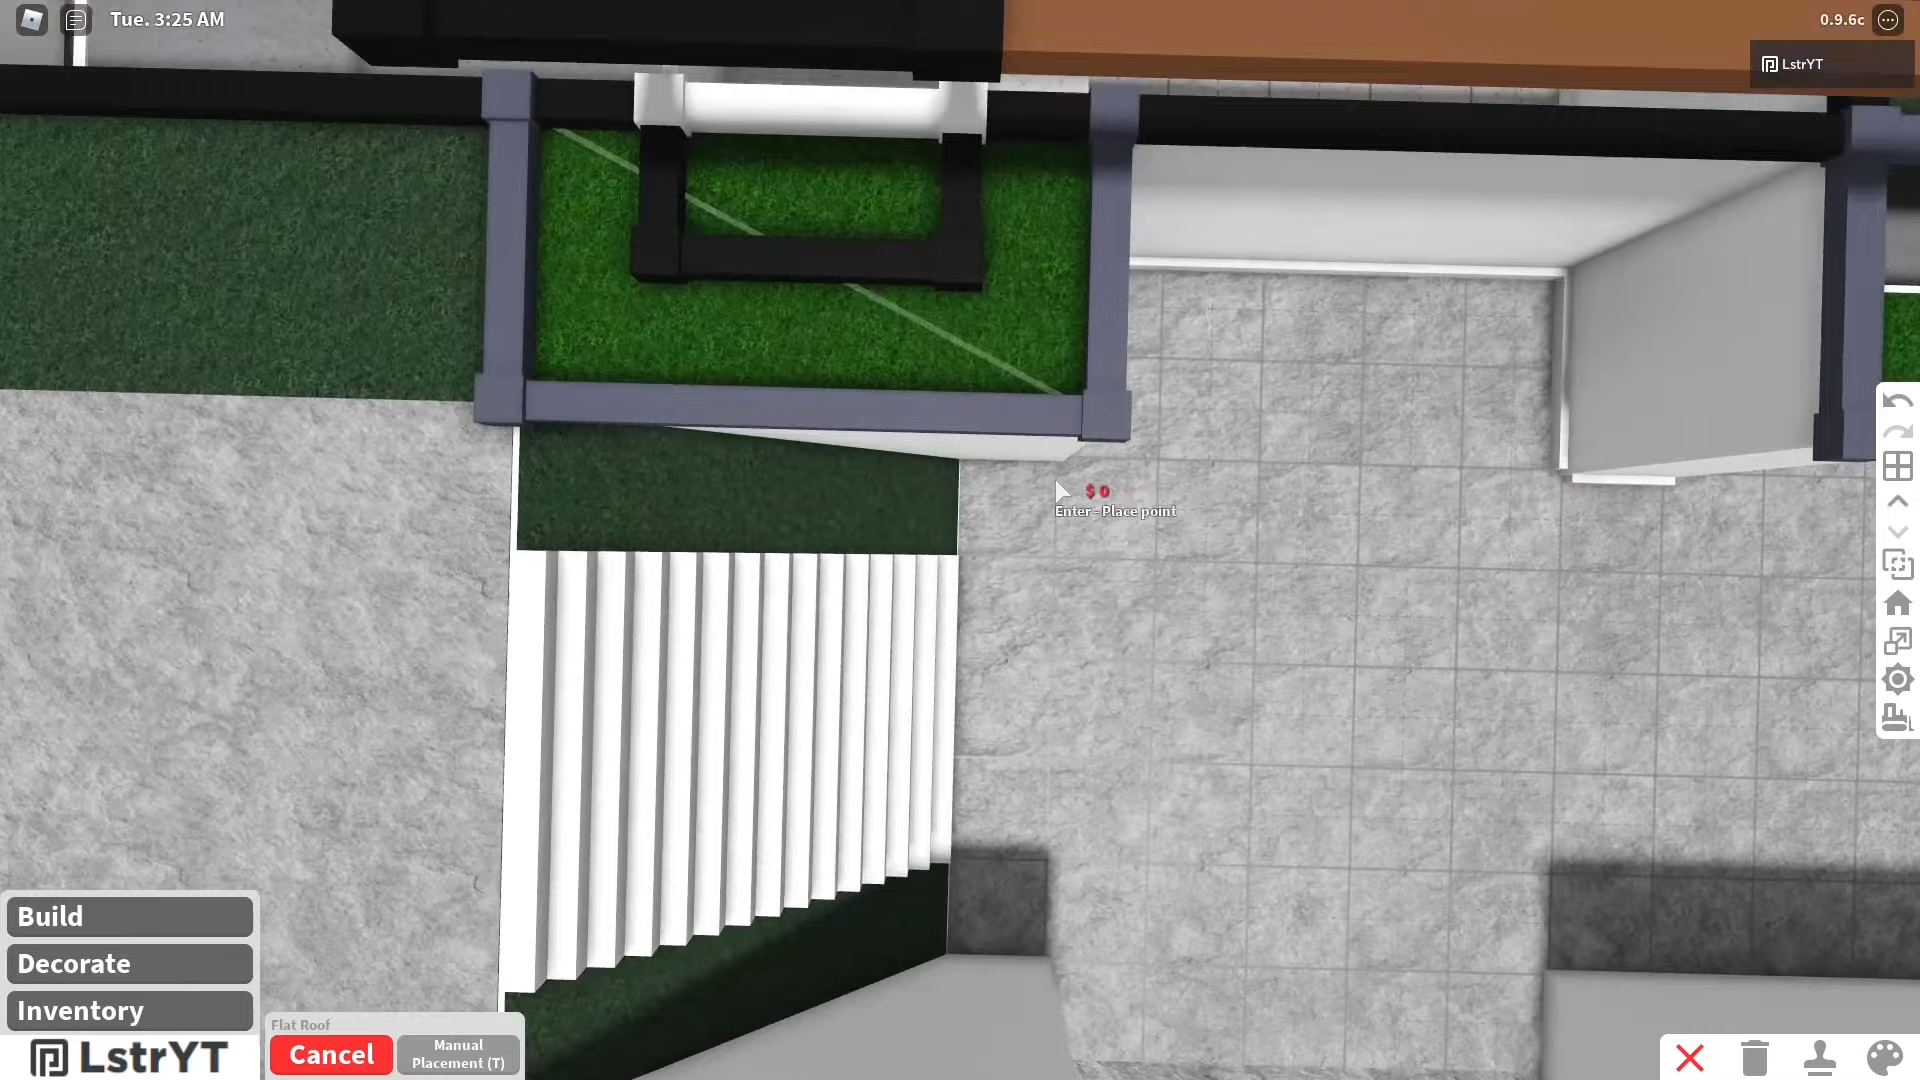 Tue. 3:25 AM
0.9.6c
LstrYT
$ 0
Enter - Place point
Build
Decorate
Inventory
LstrYT
Flat Roof
Cancel
Manual
Placement (T)